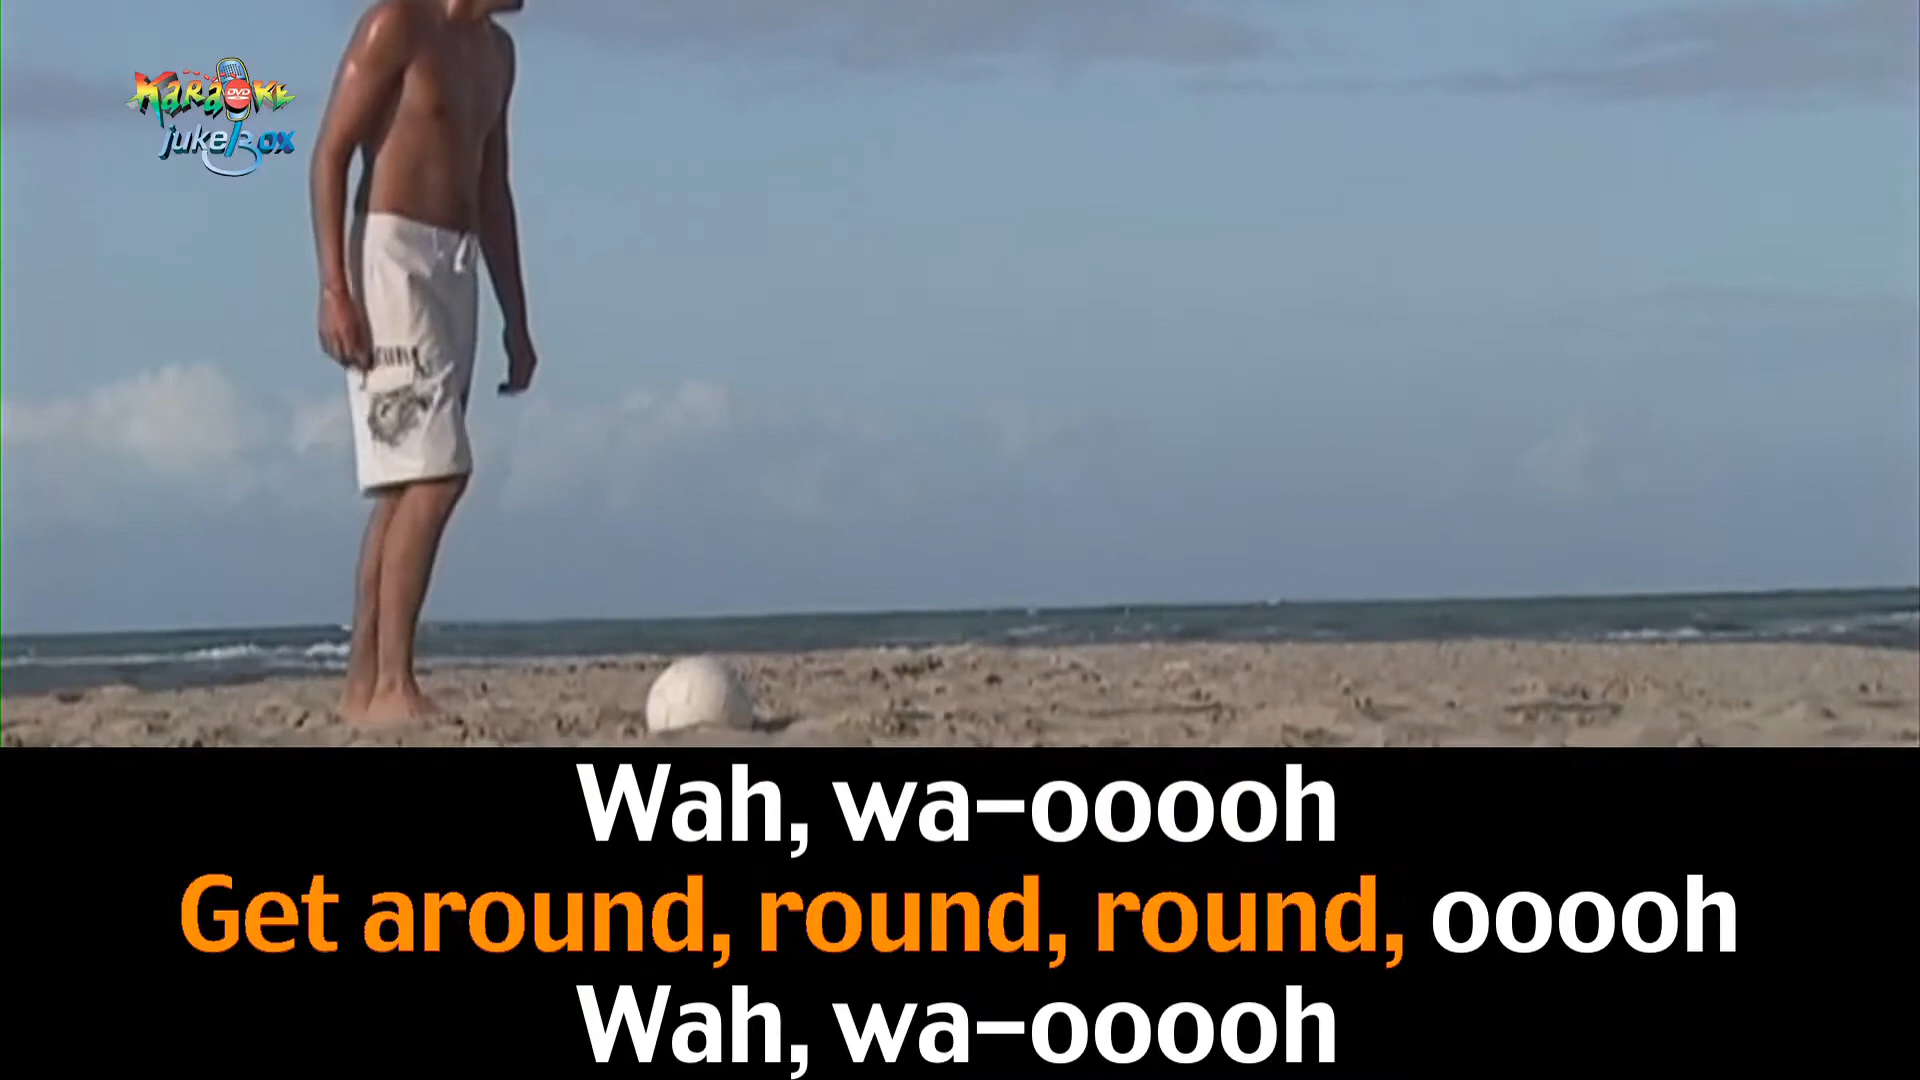 KaraOKe
DVD
jukeBox
Wah, wa-ooooh
Get around, round, round, ooooh
Wah, wa-ooooh